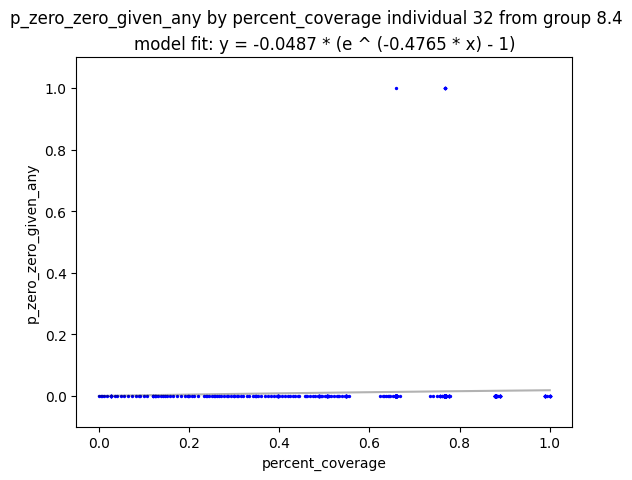 p_zero_zero_given_any by percent_coverage individual 32 from group 8.4
model fit: y = -0.0487 * (e ^ (-0.4765 * x) - 1)
1.0
0.8
0.6
0.4
0.2
0.0
p_zero_zero_given_any
0.0 0.2 0.4 0.6 0.8 1.0
percent_coverage